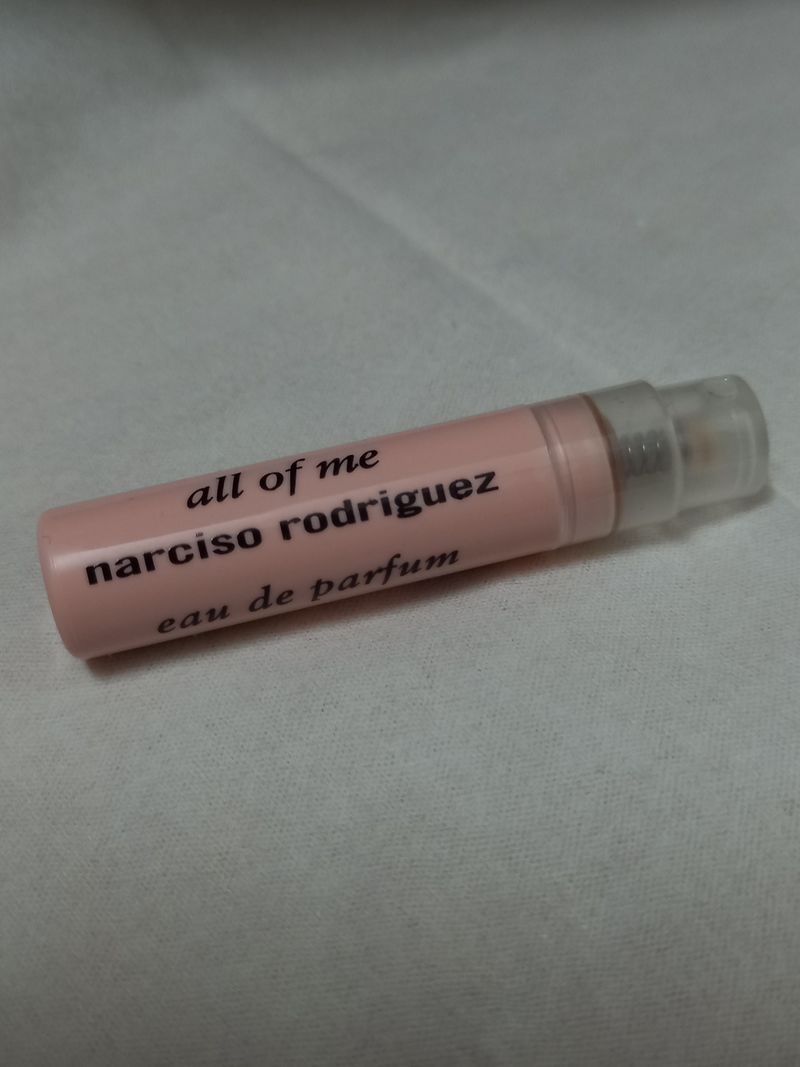 all of me
narciso rodriguez
eau de parfum